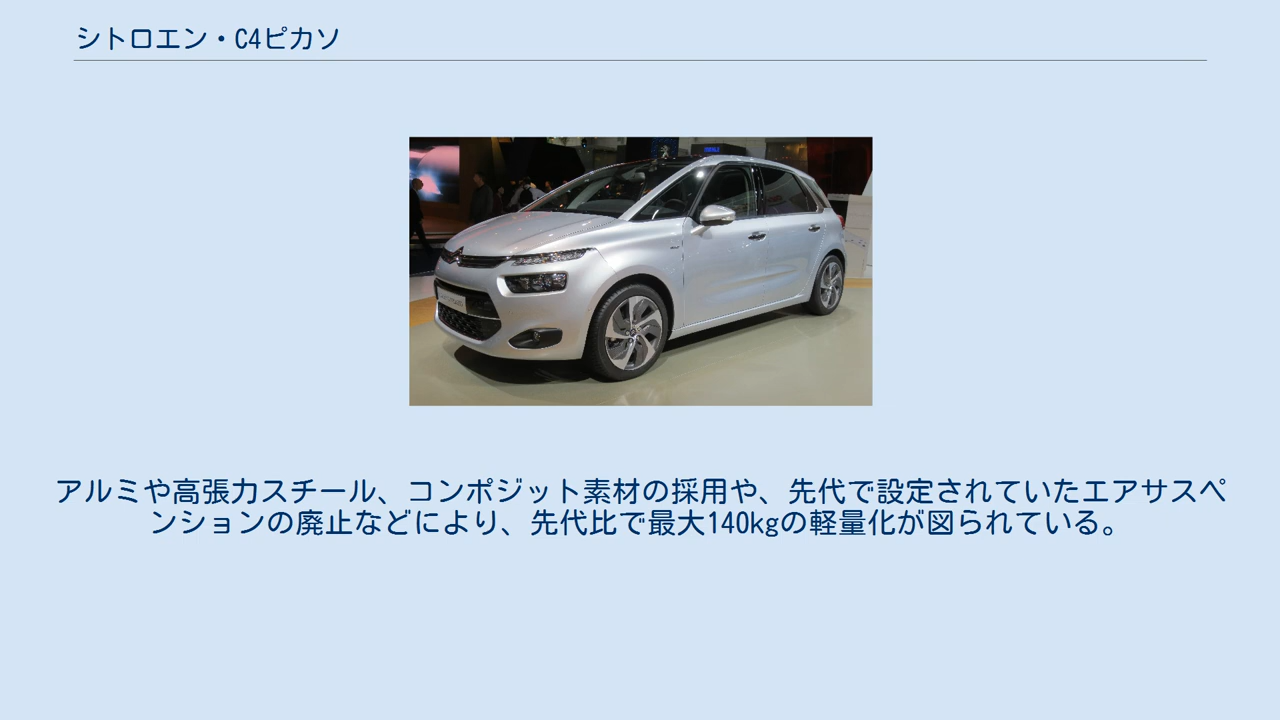 シトロエン・C4ピカソ
アルミや高張力スチール、コンポジット素材の採用や、先代で設定されていたエアサスペ
ンションの廃止などにより、先代比で最大140kgの軽量化が図られている。